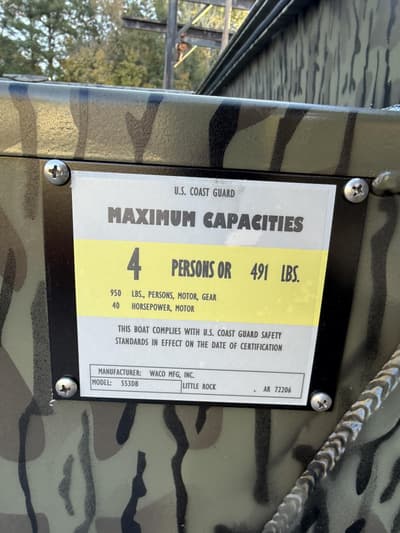 U.S. COAST GUARD
MAXIMUM CAPACITIES
4 PERSONS OR 491 LBS.
950 LBS., PERSONS, MOTOR, GEAR
40 HORSEPOWER, MOTOR
THIS BOAT COMPLIES WITH U.S. COAST GUARD SAFETY
STANDARDS IN EFFECT ON THE DATE OF CERTIFICATION
MANUFACTURER: WACO MFG, INC.
MODEL: 553DB LITTLE ROCK , AR 72206